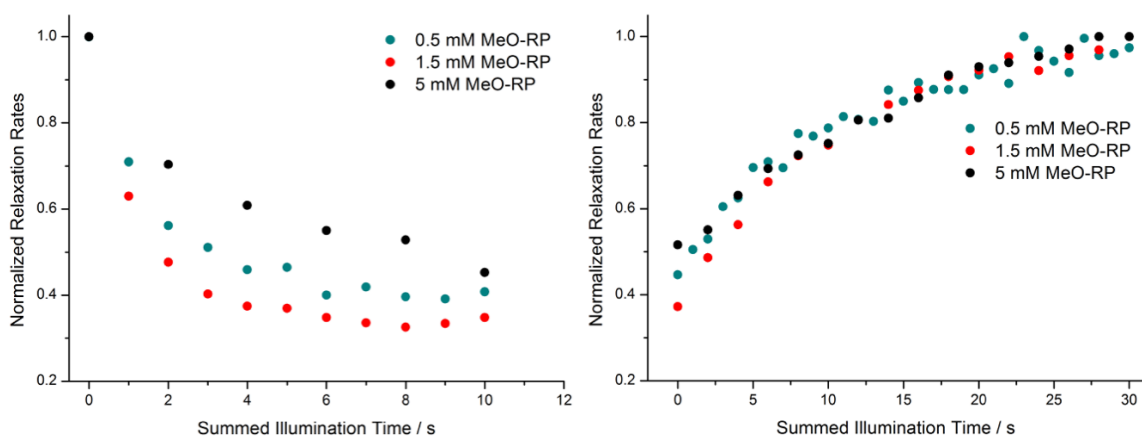 Normalized Relaxation Rates
1.0
0.8
0.6
0.4
0.2
0 2 4 6 8 10 12
Summed Illumination Time / s
0.5 mM MeO-RP
1.5 mM MeO-RP
5 mM MeO-RP
Normalized Relaxation Rates
1.0
0.8
0.6
0.4
0.2
0 5 10 15 20 25 30
Summed Illumination Time / s
0.5 mM MeO-RP
1.5 mM MeO-RP
5 mM MeO-RP